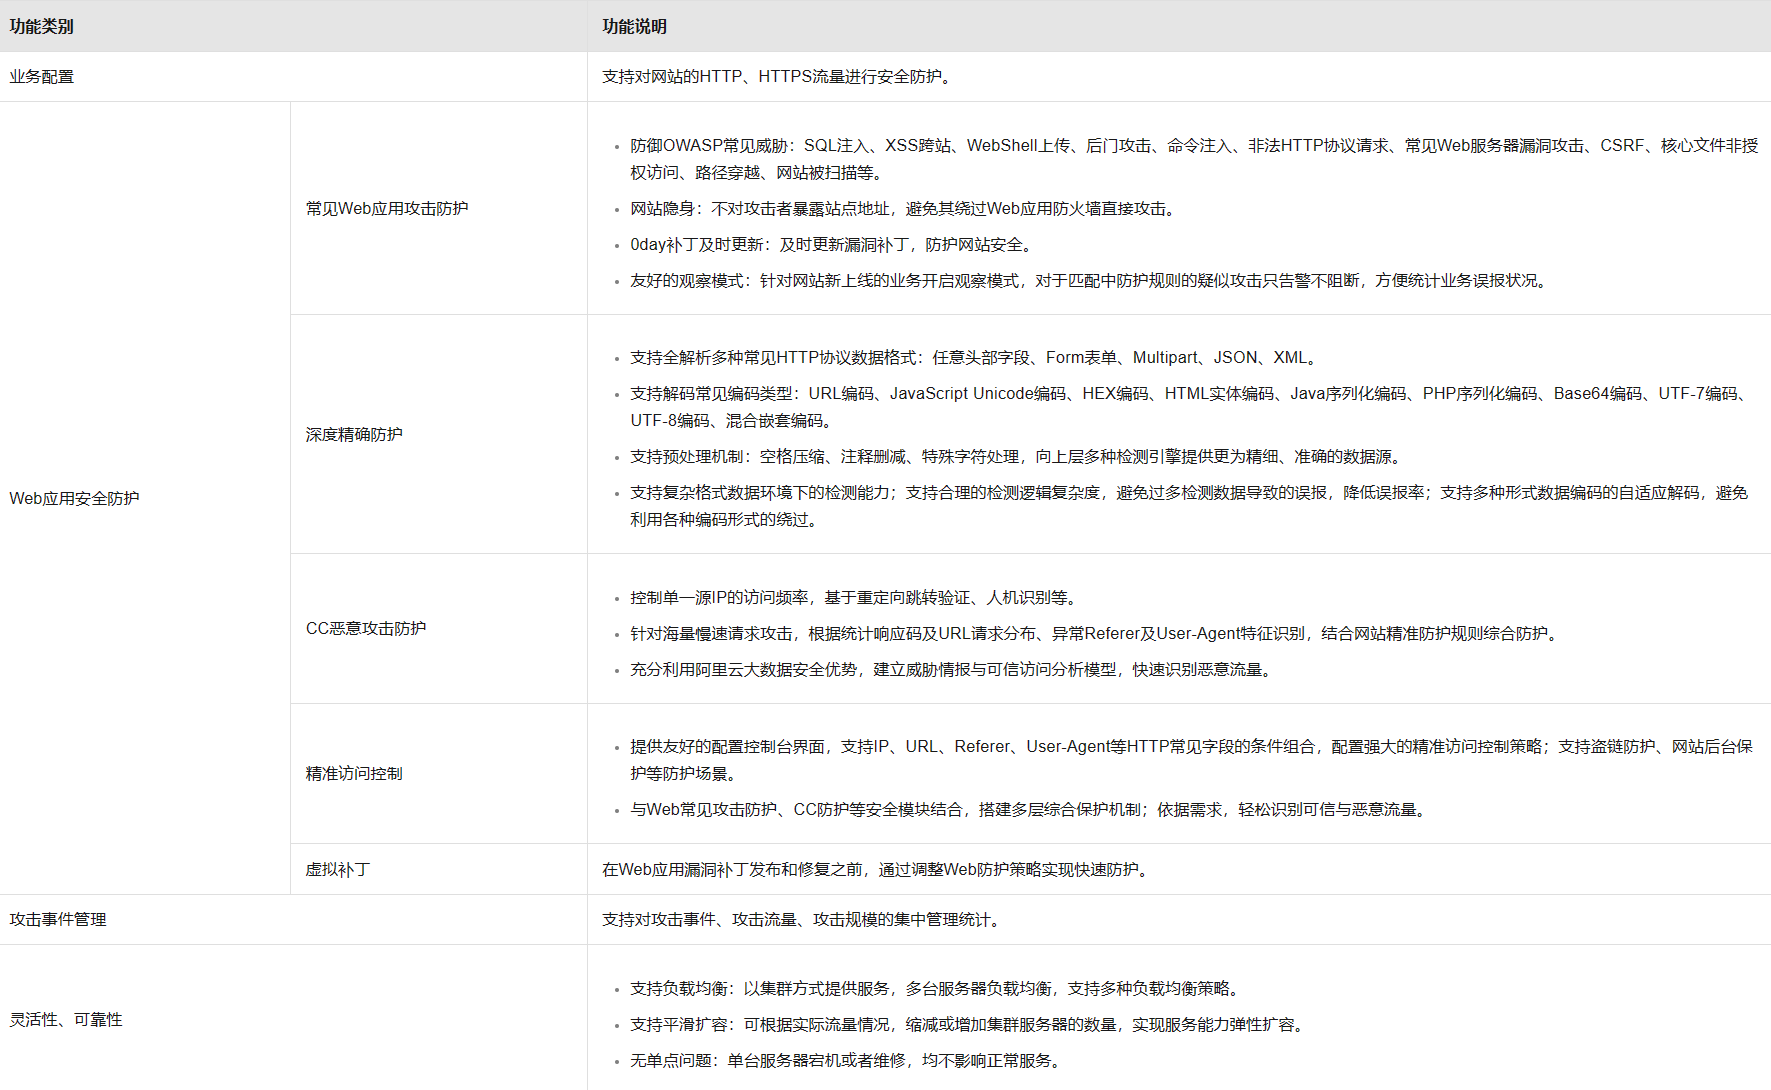 功能类别
功能说明
业务配置
支持对网站的HTTP、HTTPS流量进行安全防护。
Web应用安全防护
常见Web应用攻击防护
防御OWASP常见威胁：SQL注入、XSS跨站、WebShell上传、后门攻击、命令注入、非法HTTP协议请求、常见Web服务器漏洞攻击、CSRF、核心文件非授
权访问、路径穿越、网站被扫描等。
网站隐身：不对攻击者暴露站点地址，避免其绕过Web应用防火墙直接攻击。
0day补丁及时更新：及时更新漏洞补丁，防护网站安全。
友好的观察模式：针对网站新上线的业务开启观察模式，对于匹配中防护规则的疑似攻击只告警不阻断，方便统计业务误报状况。
深度精确防护
支持全解析多种常见HTTP协议数据格式：任意头部字段、Form表单、Multipart、JSON、XML。
支持解码常见编码类型：URL编码、JavaScript Unicode编码、HEX编码、HTML实体编码、Java序列化编码、PHP序列化编码、Base64编码、UTF-7编码、
UTF-8编码、混合嵌套编码。
支持预处理机制：空格压缩、注释删减、特殊字符处理，向上层多种检测引擎提供更为精细、准确的数据源。
支持复杂格式数据环境下的检测能力；支持合理的检测逻辑复杂度，避免过多检测数据导致的误报，降低误报率；支持多种形式数据编码的自适应解码，避免
利用各种编码形式的绕过。
CC恶意攻击防护
控制单一源IP的访问频率，基于重定向跳转验证、人机识别等。
针对海量慢速请求攻击，根据统计响应码及URL请求分布、异常Referer及User-Agent特征识别，结合网站精准防护规则综合防护。
充分利用阿里云大数据安全优势，建立威胁情报与可信访问分析模型，快速识别恶意流量。
精准访问控制
提供友好的配置控制台界面，支持IP、URL、Referer、User-Agent等HTTP常见字段的条件组合，配置强大的精准访问控制策略；支持盗链防护、网站后台保
护等防护场景。
与Web常见攻击防护、CC防护等安全模块结合，搭建多层综合保护机制；依据需求，轻松识别可信与恶意流量。
虚拟补丁
在Web应用漏洞补丁发布和修复之前，通过调整Web防护策略实现快速防护。
攻击事件管理
支持对攻击事件、攻击流量、攻击规模的集中管理统计。
灵活性、可靠性
支持负载均衡：以集群方式提供服务，多台服务器负载均衡，支持多种负载均衡策略。
支持平滑扩容：可根据实际流量情况，缩减或增加集群服务器的数量，实现服务能力弹性扩容。
无单点问题：单台服务器宕机或者维修，均不影响正常服务。